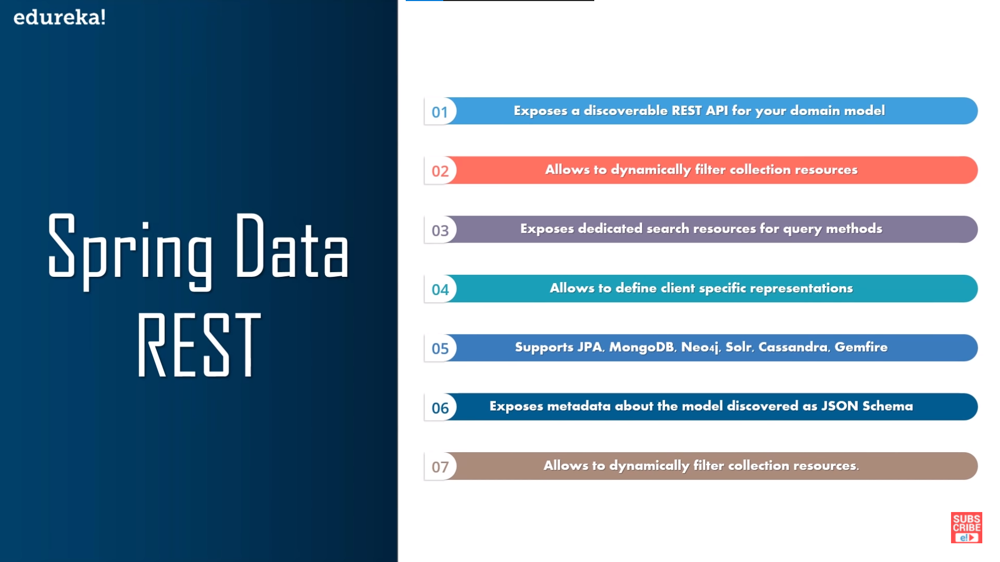 edureka!
Spring Data
REST
01 Exposes a discoverable REST API for your domain model
02 Allows to dynamically filter collection resources
03 Exposes dedicated search resources for query methods
04 Allows to define client specific representations
05 Supports JPA, MongoDB, Neo4j, Solr, Cassandra, Gemfire
06 Exposes metadata about the model discovered as JSON Schema
07 Allows to dynamically filter collection resources.
SUBS
CRIBE
e!